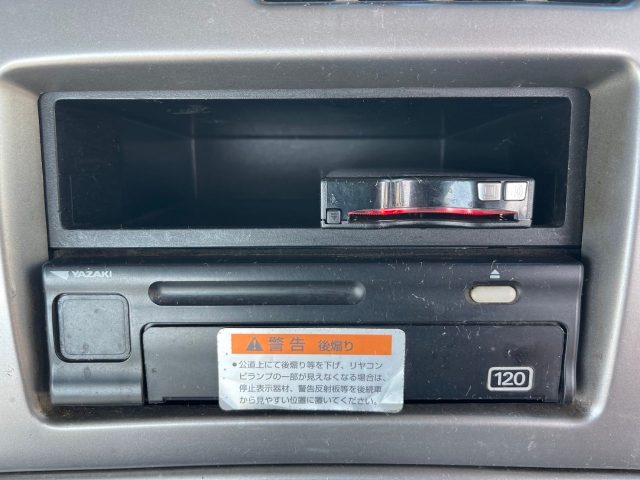 YAZAKI
警告 後煽り
●公道上にて後煽り等を下げ、リヤコン
ビランプの一部が見えなくなる場合は、
停止表示器材、警告反射板等を後続車
から見やすい位置に置いてください。
120